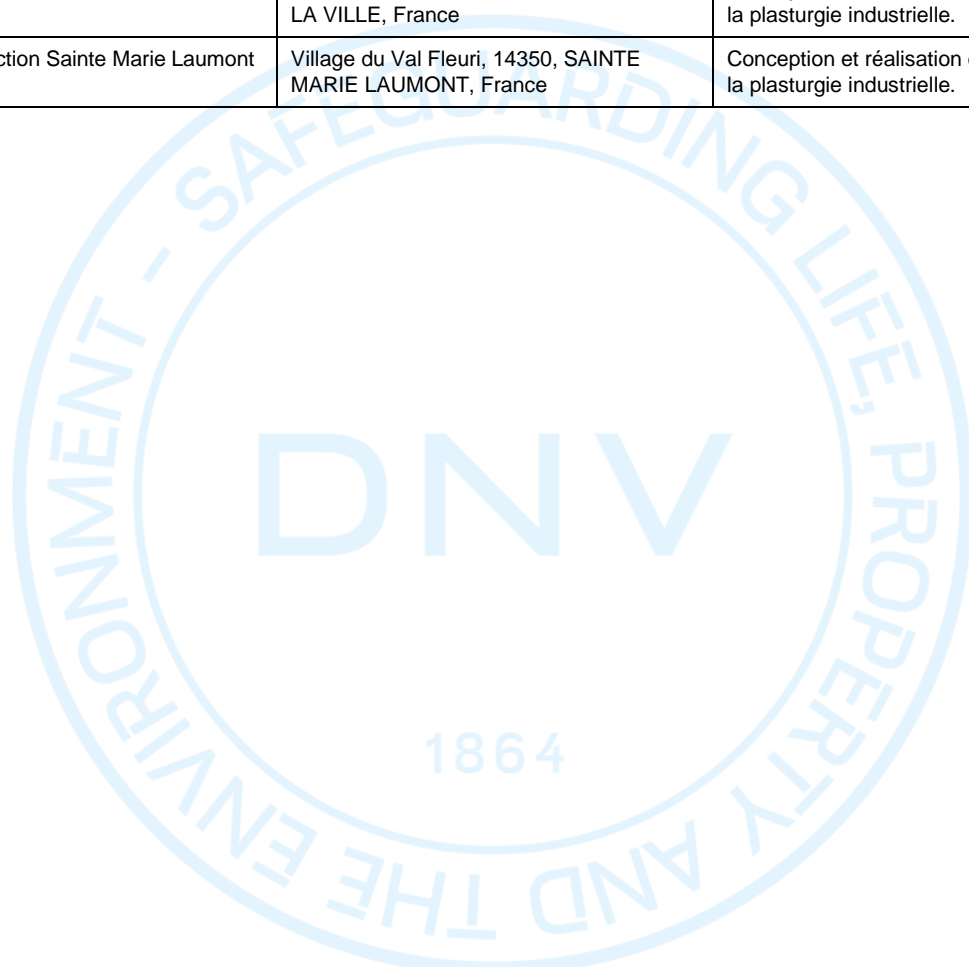 LA VILLE, France
la plasturgie industrielle.
ction Sainte Marie Laumont
Village du Val Fleuri, 14350, SAINTE
MARIE LAUMONT, France
Conception et réalisation
la plasturgie industrielle.
SAFEGUARDING LIFE, PROPERTY AND THE ENVIRONMENT -
DNV
1864